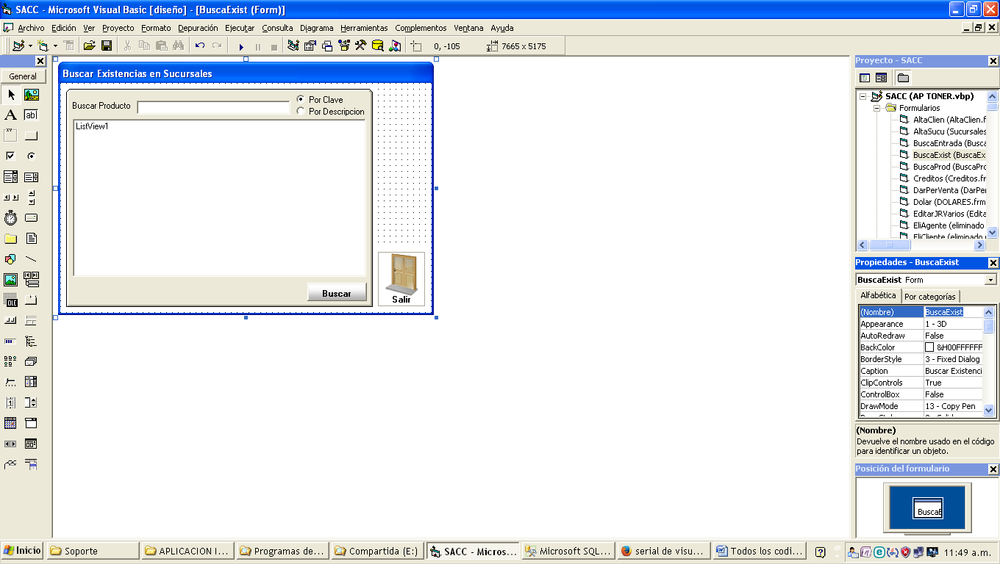 SACC - Microsoft Visual Basic [diseño] - [BuscaExist (Form)]
Archivo Edición Ver Proyecto Formato Depuración Ejecutar Consulta Diagrama Herramientas Complementos Ventana Ayuda
0, -105 7665 x 5175
General
A ab|
XY
OLE
Buscar Existencias en Sucursales
Buscar Producto
Por Clave
Por Descripcion
ListView1
Buscar
Salir
Proyecto - SACC
SACC (AP TONER.vbp)
Formularios
AltaClien (AltaClien.f
AltaSucu (Sucursales
BuscaEntrada (Busca
BuscaExist (BuscaEx
BuscaProd (BuscaPro
Creditos (Creditos.fr
DarPerVenta (DarPer
Dolar (DOLARES.frm
EditarJRVarios (Edita
EliAgente (eliminado
EliCliente (eliminado
Propiedades - BuscaExist
BuscaExist Form
Alfabética Por categorías
(Nombre) BuscaExist
Appearance 1 - 3D
AutoRedraw False
BackColor &H00FFFFFF
BorderStyle 3 - Fixed Dialog
Caption Buscar Existenci
ClipControls True
ControlBox False
DrawMode 13 - Copy Pen
(Nombre)
Devuelve el nombre usado en el código
para identificar un objeto.
Posición del formulario
BuscaE
Inicio Soporte APLICACION I... Programas de... Compartida (E:) SACC - Micros... Microsoft SQL... serial de visu... Todos los codi... 11:49 a.m.